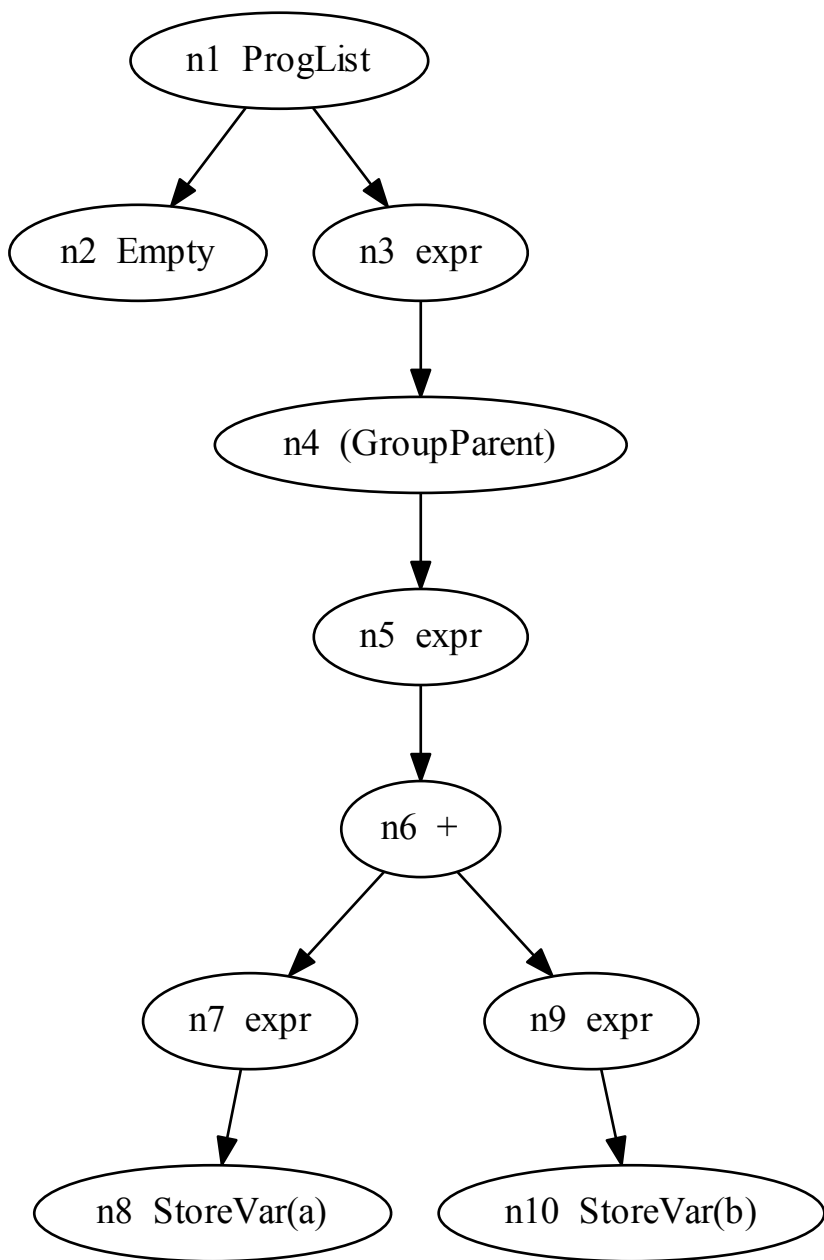 n1 ProgList
n2 Empty
n3 expr
n4 (GroupParent)
n5 expr
n6 +
n7 expr
n9 expr
n8 StoreVar(a)
n10 StoreVar(b)